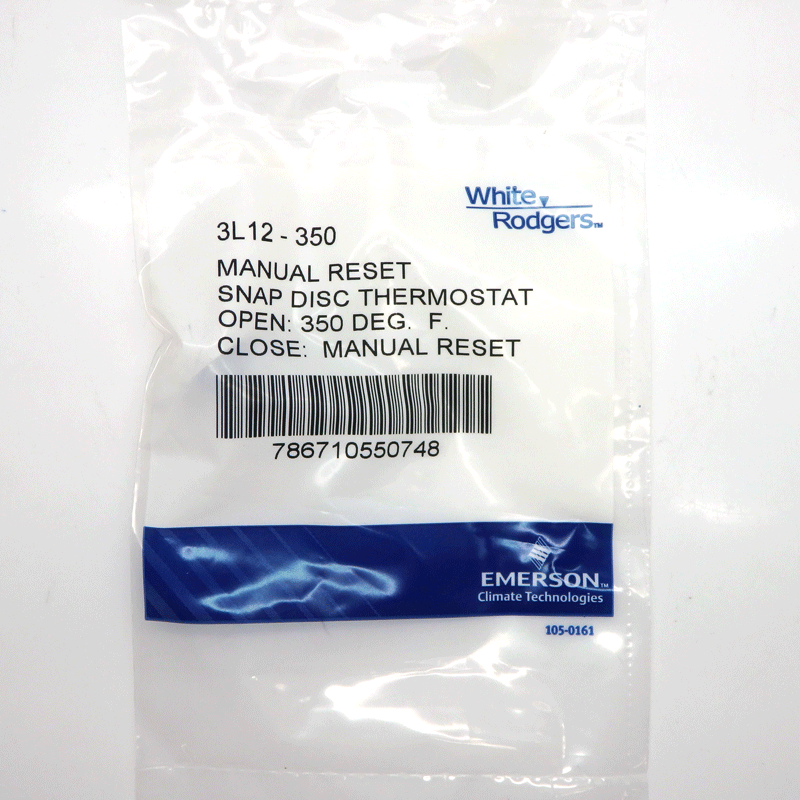 White
Rodgers™
3L12 - 350
MANUAL RESET
SNAP DISC THERMOSTAT
OPEN: 350 DEG. F.
CLOSE: MANUAL RESET
786710550748
EMERSON™
Climate Technologies
105-0161